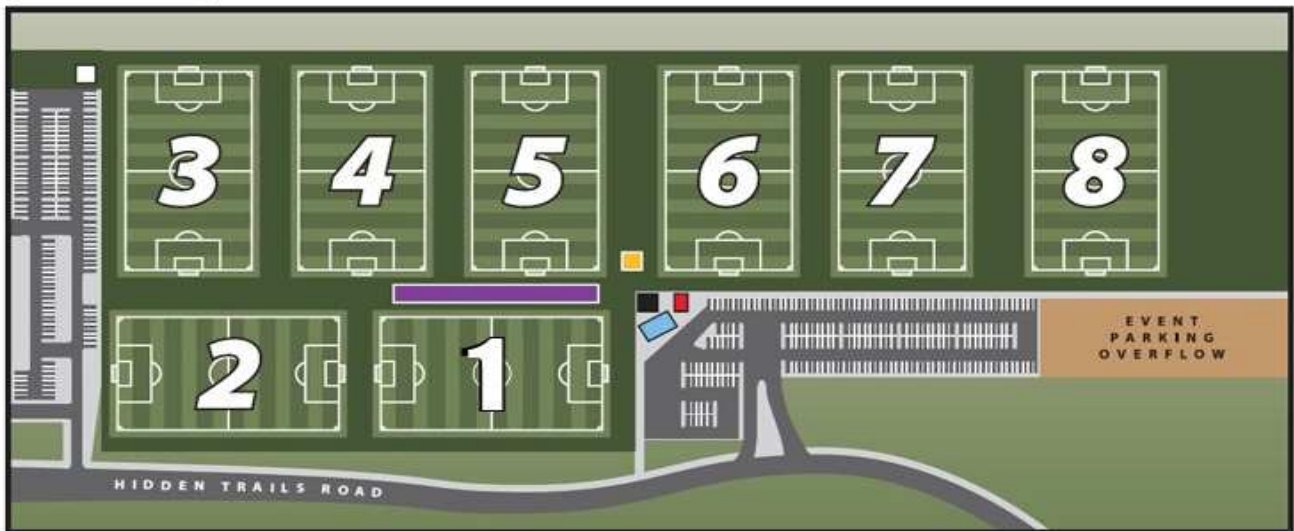 3 4 5 6 7 8
EVENT
PARKING
OVERFLOW
2 1
HIDDEN TRAILS ROAD